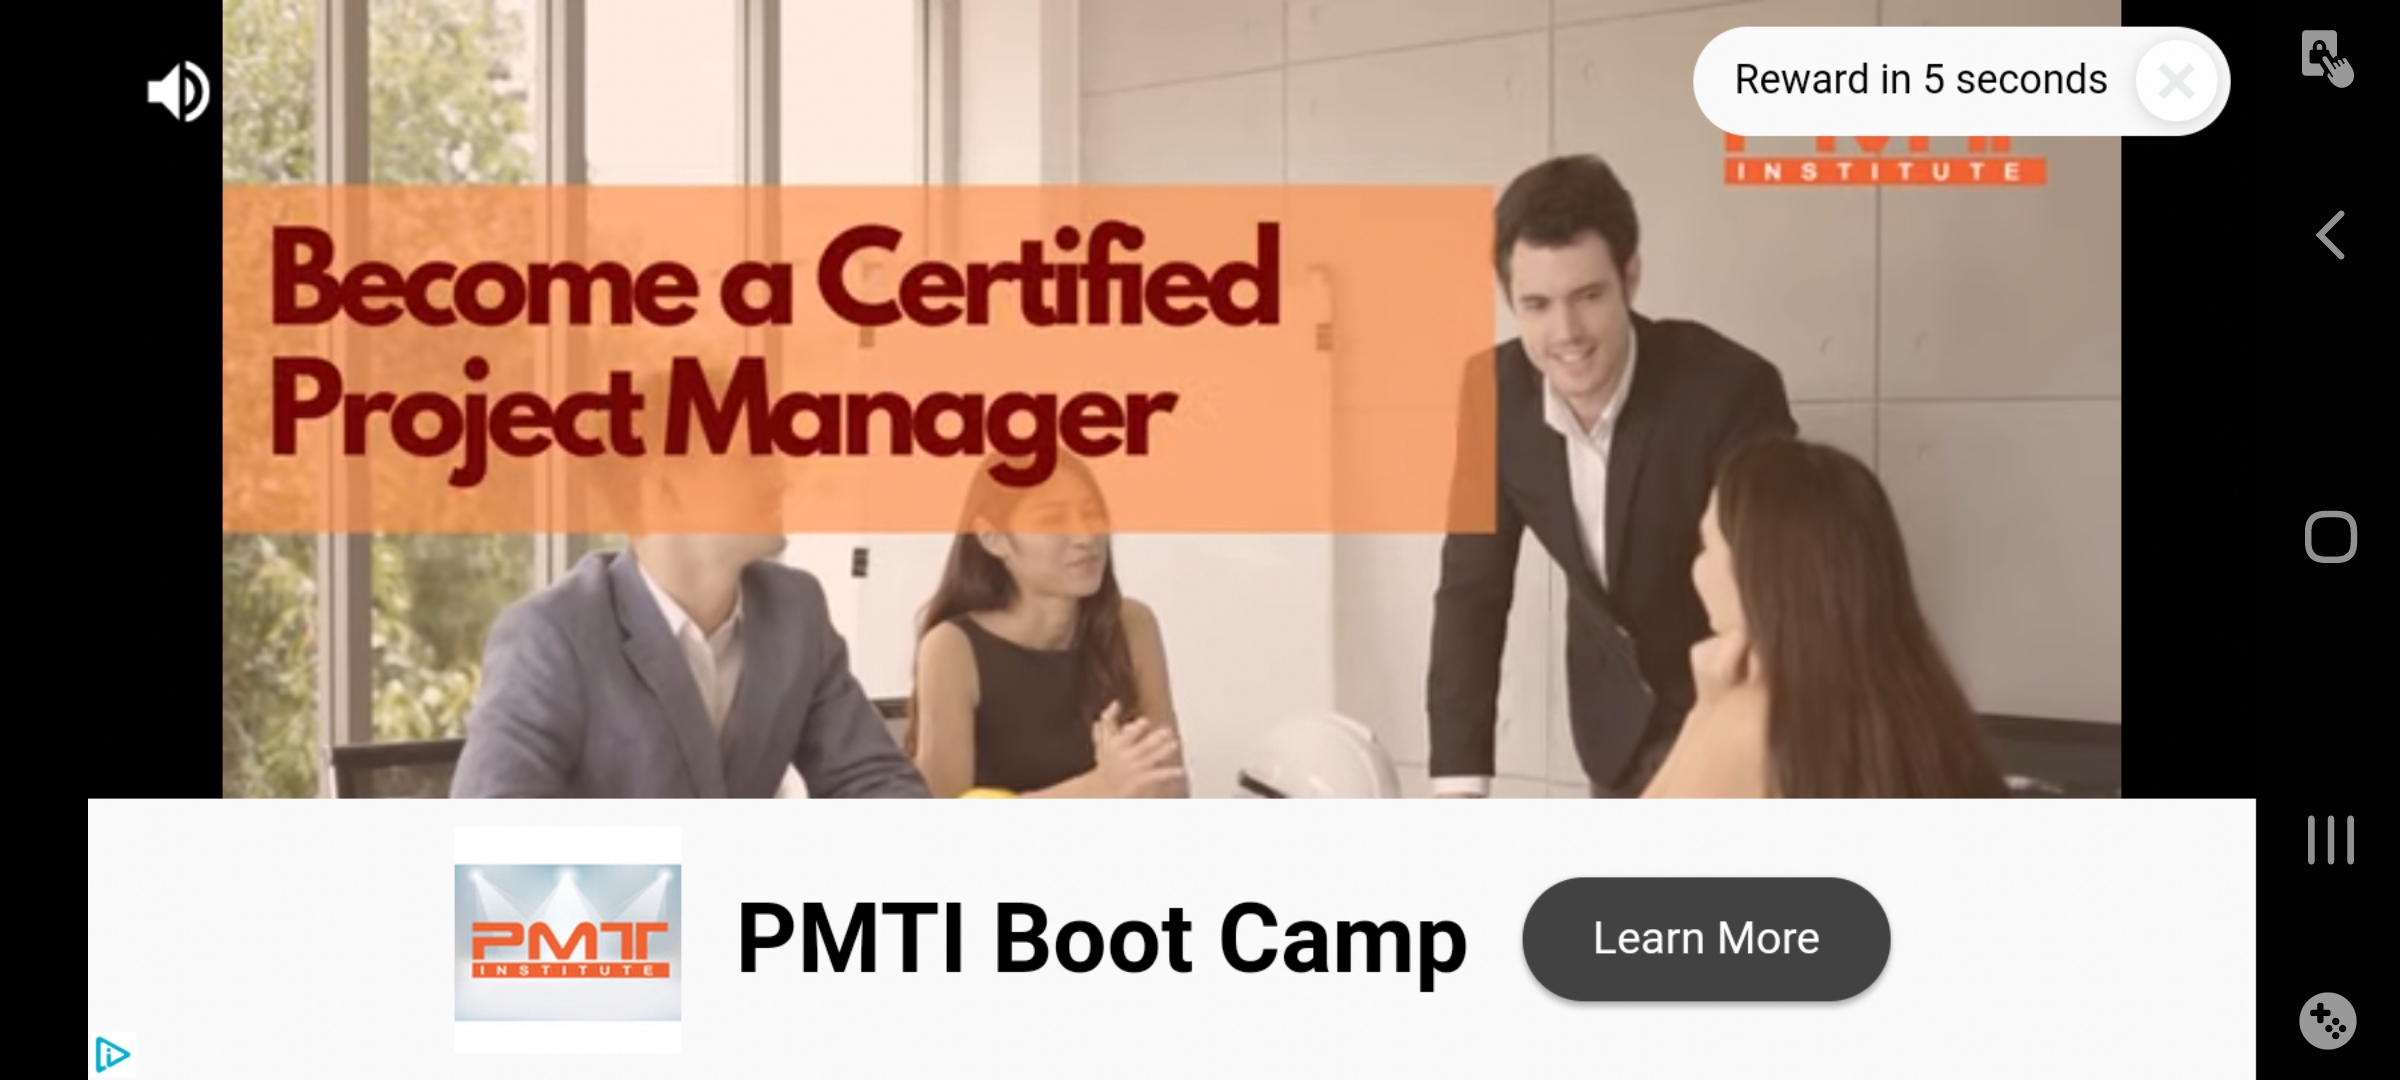 Reward in 5 seconds
INSTITUTE
Become a Certified
Project Manager
PMTI
INSTITUTE
PMTI Boot Camp
Learn More